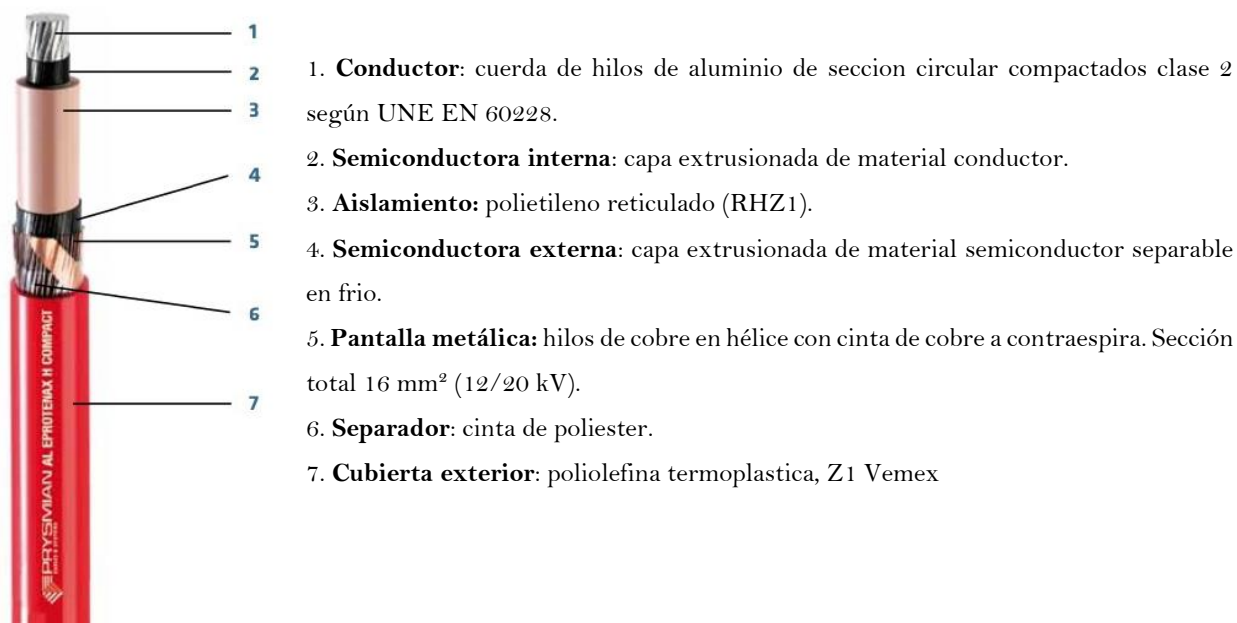 1
2
3
4
5
6
7
1. Conductor: cuerda de hilos de aluminio de seccion circular compactados clase 2
según UNE EN 60228.
2. Semiconductora interna: capa extrusionada de material conductor.
3. Aislamiento: polietileno reticulado (RHZ1).
4. Semiconductora externa: capa extrusionada de material semiconductor separable
en frio.
5. Pantalla metálica: hilos de cobre en hélice con cinta de cobre a contraespira. Sección
total 16 mm² (12/20 kV).
6. Separador: cinta de poliester.
7. Cubierta exterior: poliolefina termoplastica, Z1 Vemex
PRYSMIAN AL EPROTENAX H COMPACT